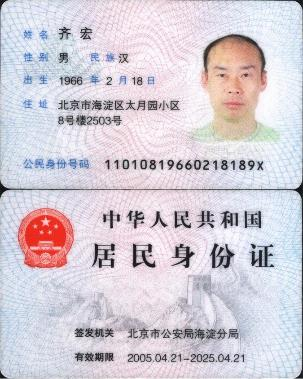 姓名 齐宏
性别 男 民族 汉
出生 1966 年 2 月 18 日
住址 北京市海淀区太月园小区
8号楼2503号
公民身份号码 11010819660218189X
中华人民共和国
居民身份证
签发机关 北京市公安局海淀分局
有效期限 2005.04.21-2025.04.21